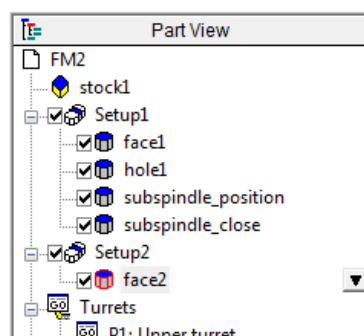 Part View
FM2
stock1
Setup1
face1
hole1
subspindle_position
subspindle_close
Setup2
face2
Turrets
P1: Upper turret